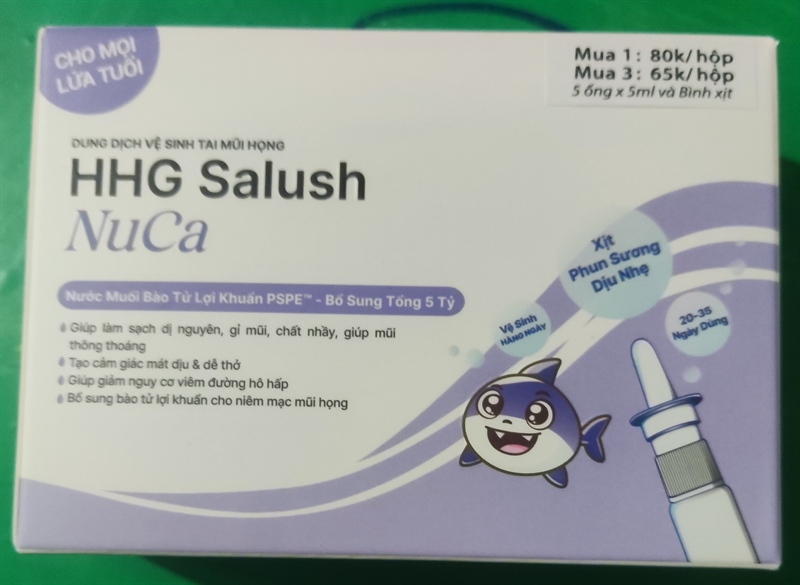 CHO MỌI
LỨA TUỔI
Mua 1 : 80k/hộp
Mua 3 : 65k/hộp
5 ống x 5ml và Bình xịt
DUNG DỊCH VỆ SINH TAI MŨI HỌNG
HHG Salush
NuCa
Nước Muối Bào Tử Lợi Khuẩn PSPE™ - Bổ Sung Tổng 5 Tỷ
Giúp làm sạch dị nguyên, gỉ mũi, chất nhầy, giúp mũi
thông thoáng
Tạo cảm giác mát dịu & dễ thở
Giúp giảm nguy cơ viêm đường hô hấp
Bổ sung bào tử lợi khuẩn cho niêm mạc mũi họng
Xịt
Phun Sương
Dịu Nhẹ
Vệ Sinh
HÀNG NGÀY
20-35
Ngày Dùng